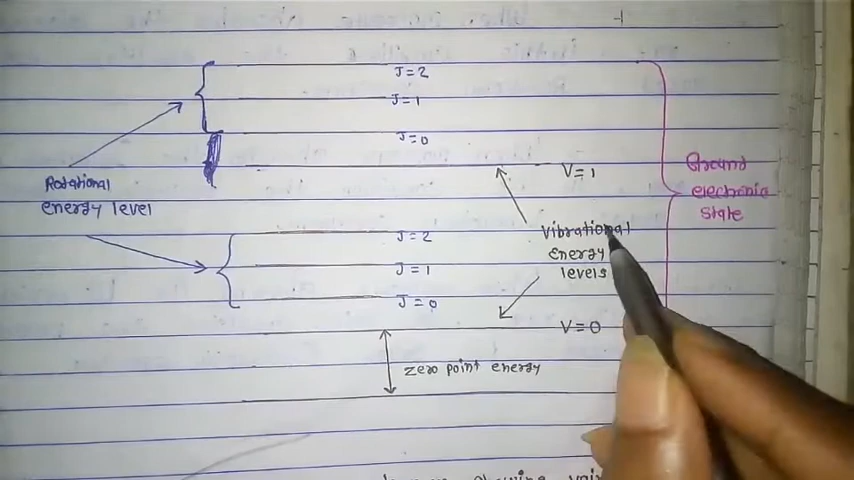 J=2
J=1
J=0
V=1
Rotational
energy level
Ground
electronic
state
J=2
J=1
J=0
Vibrational
energy
levels
V=0
zero point energy
showing